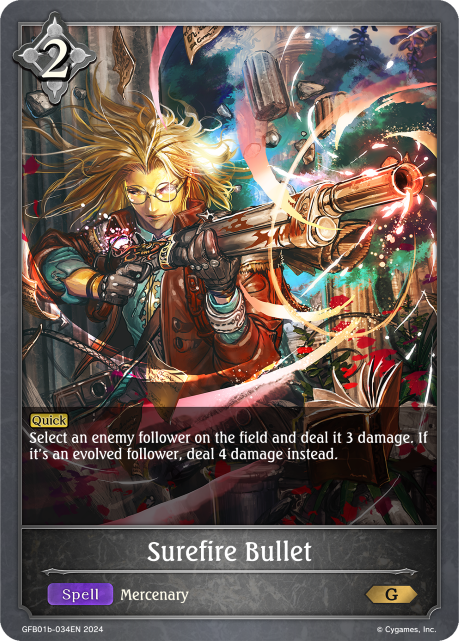 2
Quick
Select an enemy follower on the field and deal it 3 damage. If
it's an evolved follower, deal 4 damage instead.
Surefire Bullet
Spell Mercenary G
GFB01b-034EN 2024 © Cygames, Inc.